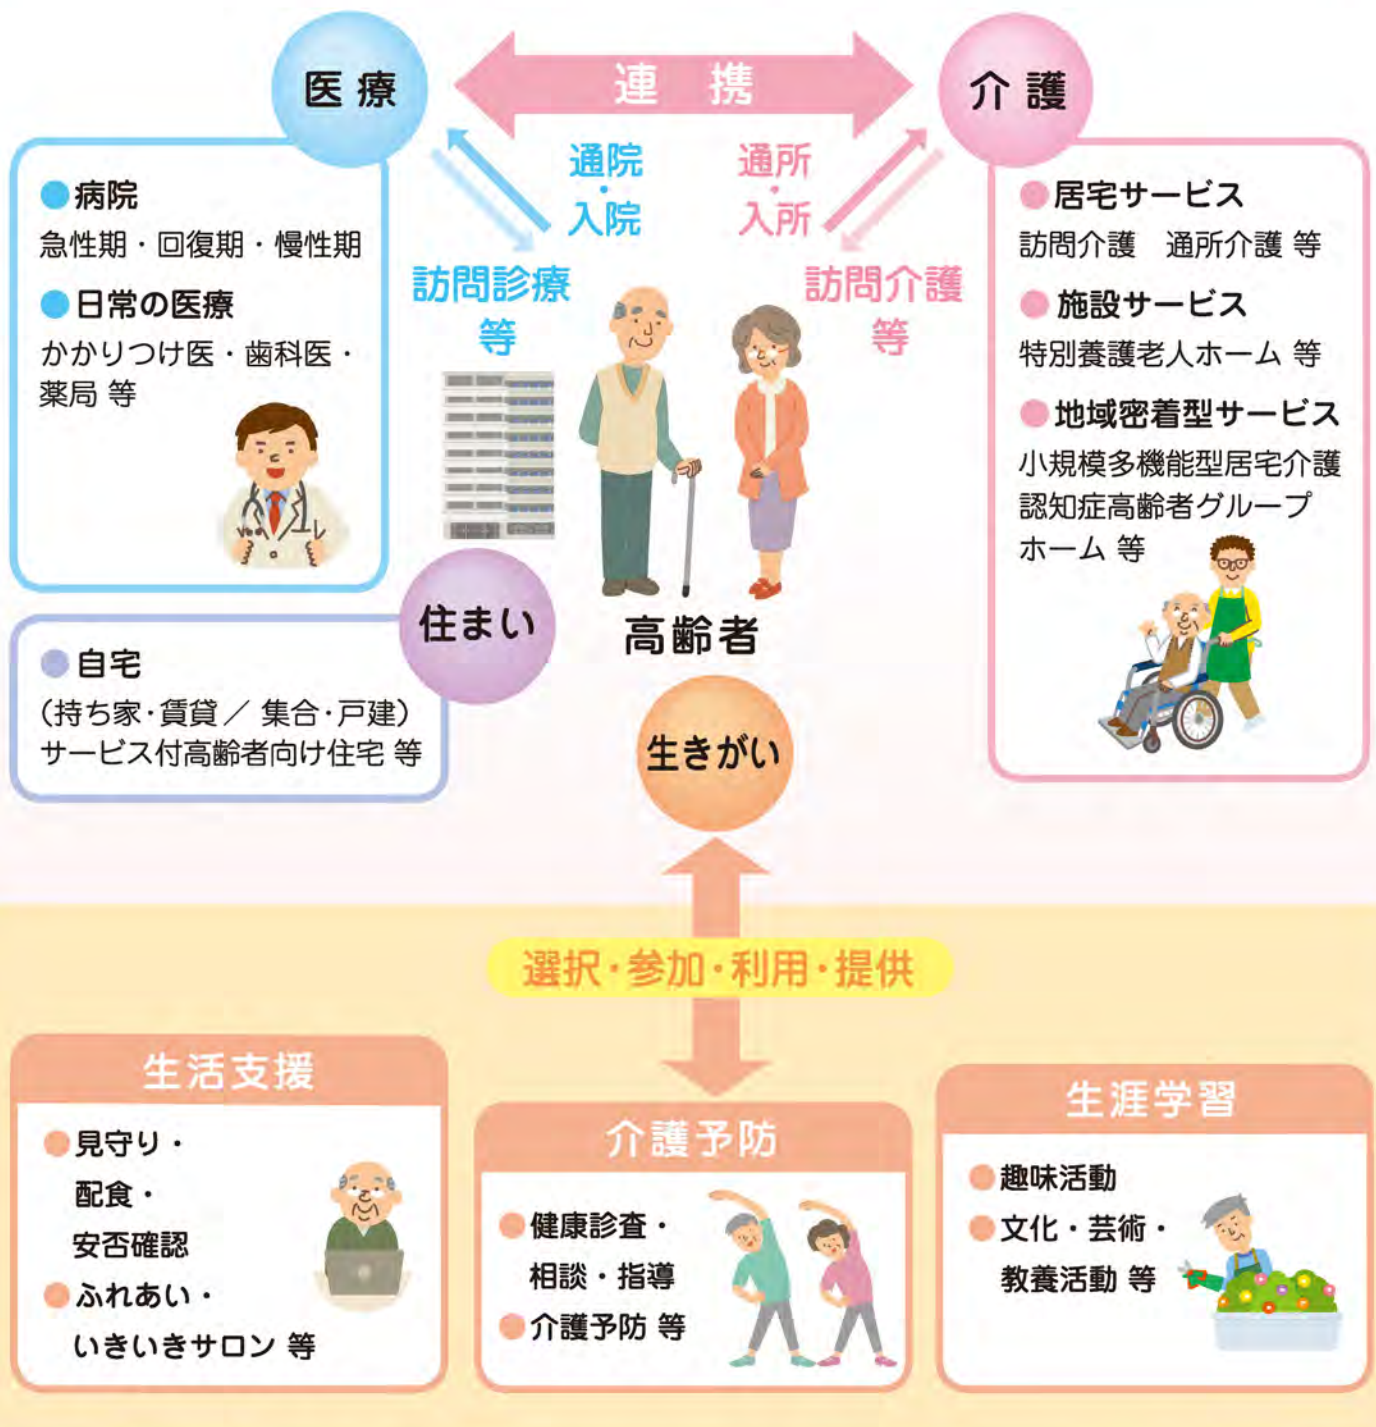 医療
連携
介護
通院・入院
通所・入所
訪問診療
等
訪問介護
等
●病院
急性期・回復期・慢性期
●日常の医療
かかりつけ医・歯科医・
薬局 等
●居宅サービス
訪問介護　通所介護 等
●施設サービス
特別養護老人ホーム 等
●地域密着型サービス
小規模多機能型居宅介護
認知症高齢者グループ
ホーム 等
住まい
高齢者
●自宅
（持ち家・賃貸／集合・戸建）
サービス付高齢者向け住宅 等
生きがい
選択・参加・利用・提供
生活支援
●見守り・
配食・
安否確認
●ふれあい・
いきいきサロン 等
介護予防
●健康診査・
相談・指導
●介護予防 等
生涯学習
●趣味活動
●文化・芸術・
教養活動 等